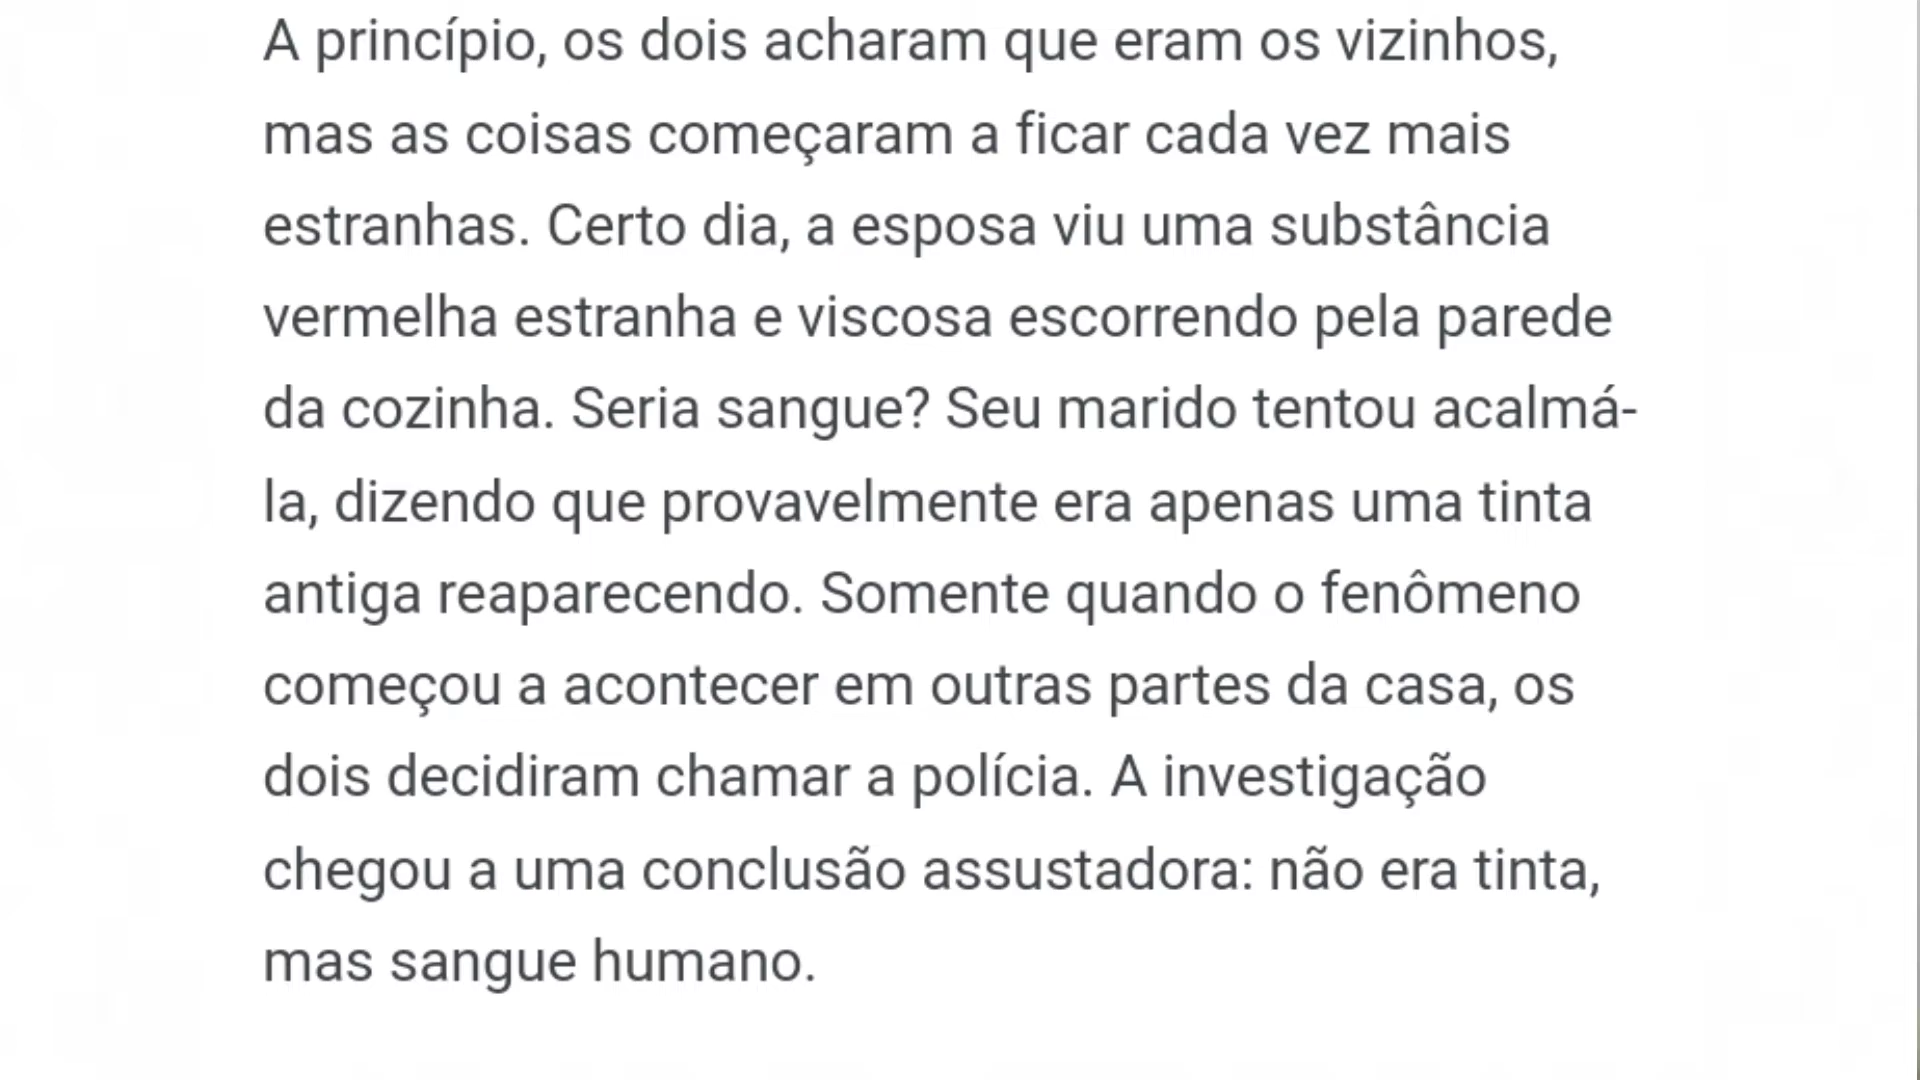 A princípio, os dois acharam que eram os vizinhos,
mas as coisas começaram a ficar cada vez mais
estranhas. Certo dia, a esposa viu uma substância
vermelha estranha e viscosa escorrendo pela parede
da cozinha. Seria sangue? Seu marido tentou acalmá-
la, dizendo que provavelmente era apenas uma tinta
antiga reaparecendo. Somente quando o fenômeno
começou a acontecer em outras partes da casa, os
dois decidiram chamar a polícia. A investigação
chegou a uma conclusão assustadora: não era tinta,
mas sangue humano.